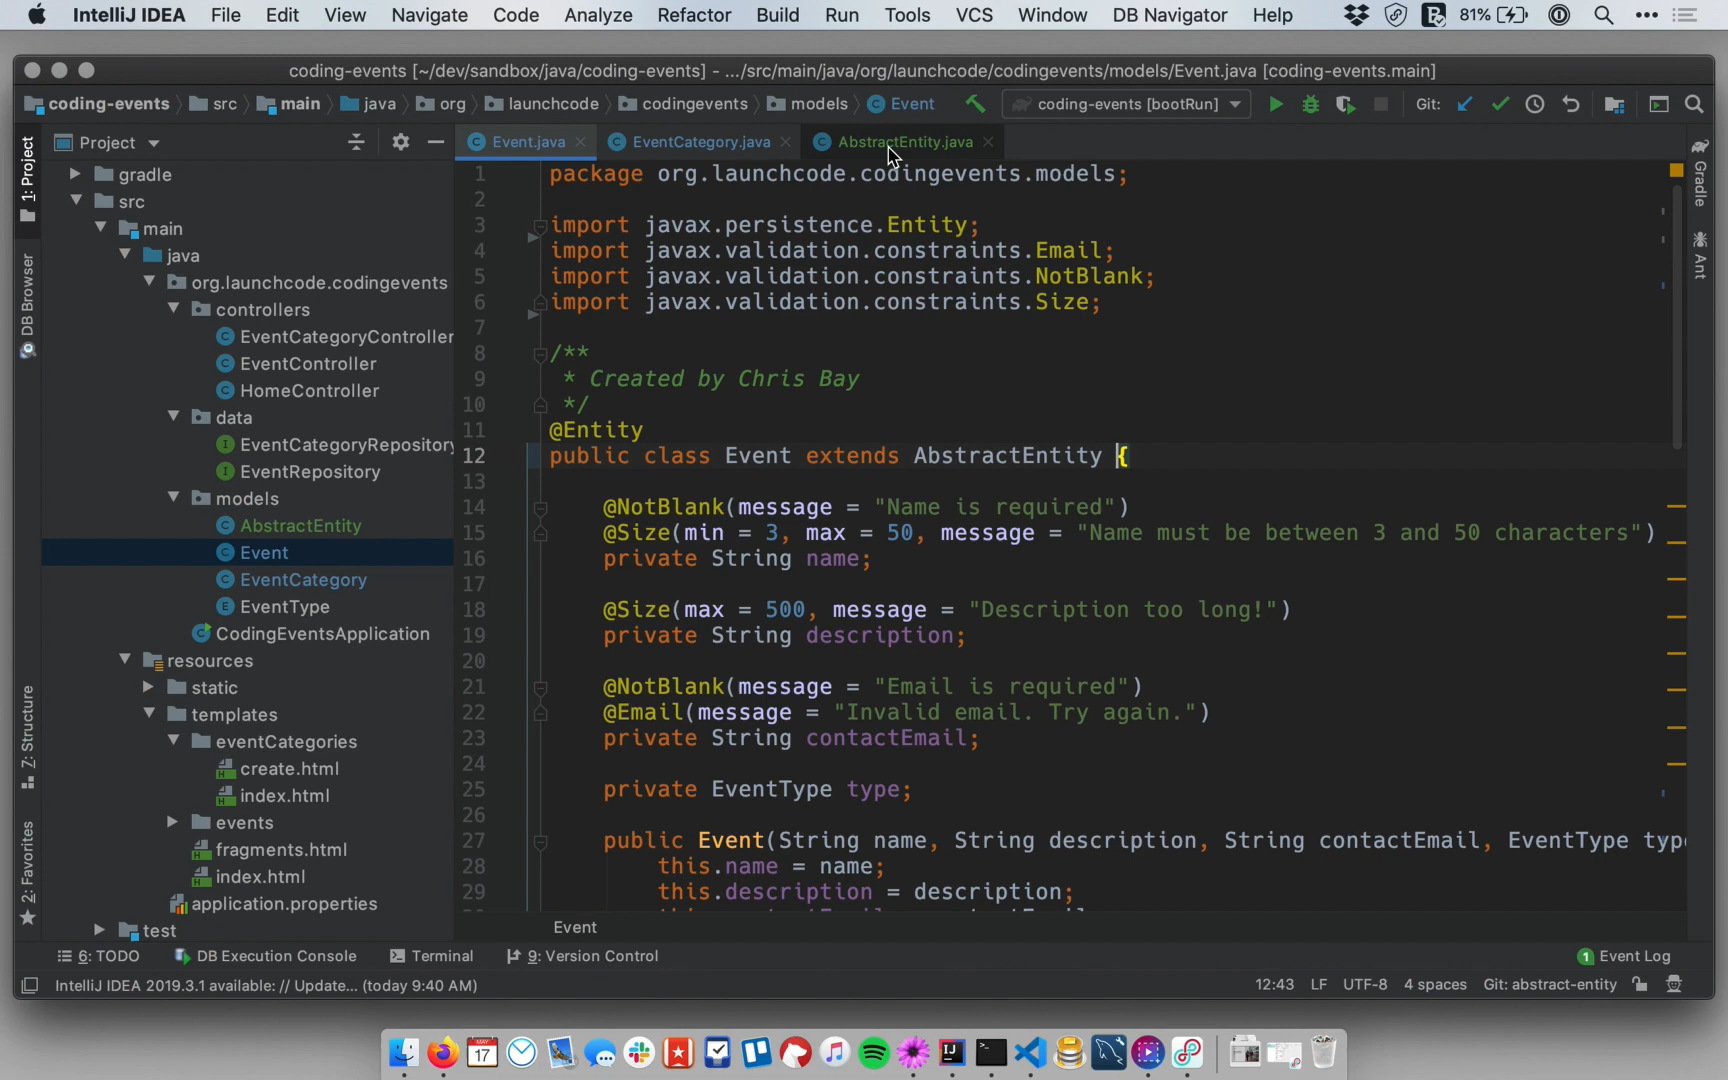 IntelliJ IDEA File Edit View Navigate Code Analyze Refactor Build Run Tools VCS Window DB Navigator Help 81%
coding-events [~/dev/sandbox/java/coding-events] - .../src/main/java/org/launchcode/codingevents/models/Event.java [coding-events.main]
coding-events src main java org launchcode codingevents models Event coding-events [bootRun] Git:
Project Event.java EventCategory.java AbstractEntity.java
1: Project
DB Browser
7: Structure
2: Favorites
gradle
src
main
java
org.launchcode.codingevents
controllers
EventCategoryController
EventController
HomeController
data
EventCategoryRepository
EventRepository
models
AbstractEntity
Event
EventCategory
EventType
CodingEventsApplication
resources
static
templates
eventCategories
create.html
index.html
events
fragments.html
index.html
application.properties
test
1 package org.launchcode.codingevents.models;
2
3 import javax.persistence.Entity;
4 import javax.validation.constraints.Email;
5 import javax.validation.constraints.NotBlank;
6 import javax.validation.constraints.Size;
7
8 /**
9 * Created by Chris Bay
10 */
11 @Entity
12 public class Event extends AbstractEntity {
13
14 @NotBlank(message = "Name is required")
15 @Size(min = 3, max = 50, message = "Name must be between 3 and 50 characters")
16 private String name;
17
18 @Size(max = 500, message = "Description too long!")
19 private String description;
20
21 @NotBlank(message = "Email is required")
22 @Email(message = "Invalid email. Try again.")
23 private String contactEmail;
24
25 private EventType type;
26
27 public Event(String name, String description, String contactEmail, EventType type
28 this.name = name;
29 this.description = description;
Event
Gradle
Ant
6: TODO DB Execution Console Terminal 9: Version Control 1 Event Log
IntelliJ IDEA 2019.3.1 available: // Update... (today 9:40 AM) 12:43 LF UTF-8 4 spaces Git: abstract-entity
MAY
17